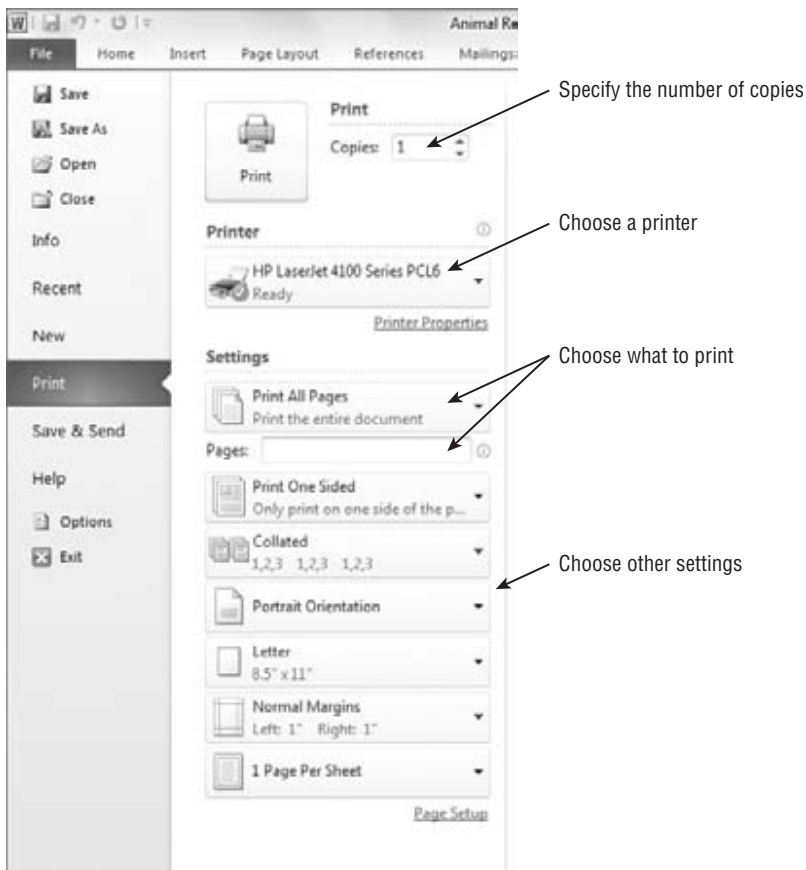 W
Animal Re
File Home Insert Page Layout References Mailings
Save
Save As
Open
Close
Info
Recent
New
Print
Save & Send
Help
Options
Exit
Print
Print
Copies: 1
Printer
HP LaserJet 4100 Series PCL6
Ready
Printer Properties
Settings
Print All Pages
Print the entire document
Pages:
Print One Sided
Only print on one side of the p...
Collated
1,2,3 1,2,3 1,2,3
Portrait Orientation
Letter
8.5" x 11"
Normal Margins
Left: 1" Right: 1"
1 Page Per Sheet
Page Setup
Specify the number of copies
Choose a printer
Choose what to print
Choose other settings